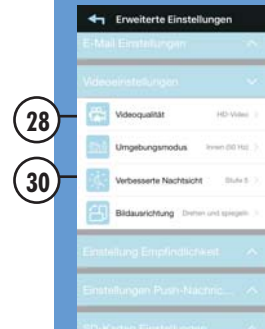 Erweiterte Einstellungen
E-Mail Einstellungen
Videoeinstellungen
28
Videoqualität HD-Video
Umgebungsmodus Innen (50 Hz)
30
Verbesserte Nachtsicht Stufe 5
Bildausrichtung Drehen und spiegeln
Einstellung Empfindlichkeit
Einstellungen Push-Nachric...
SD-Karten Einstellungen